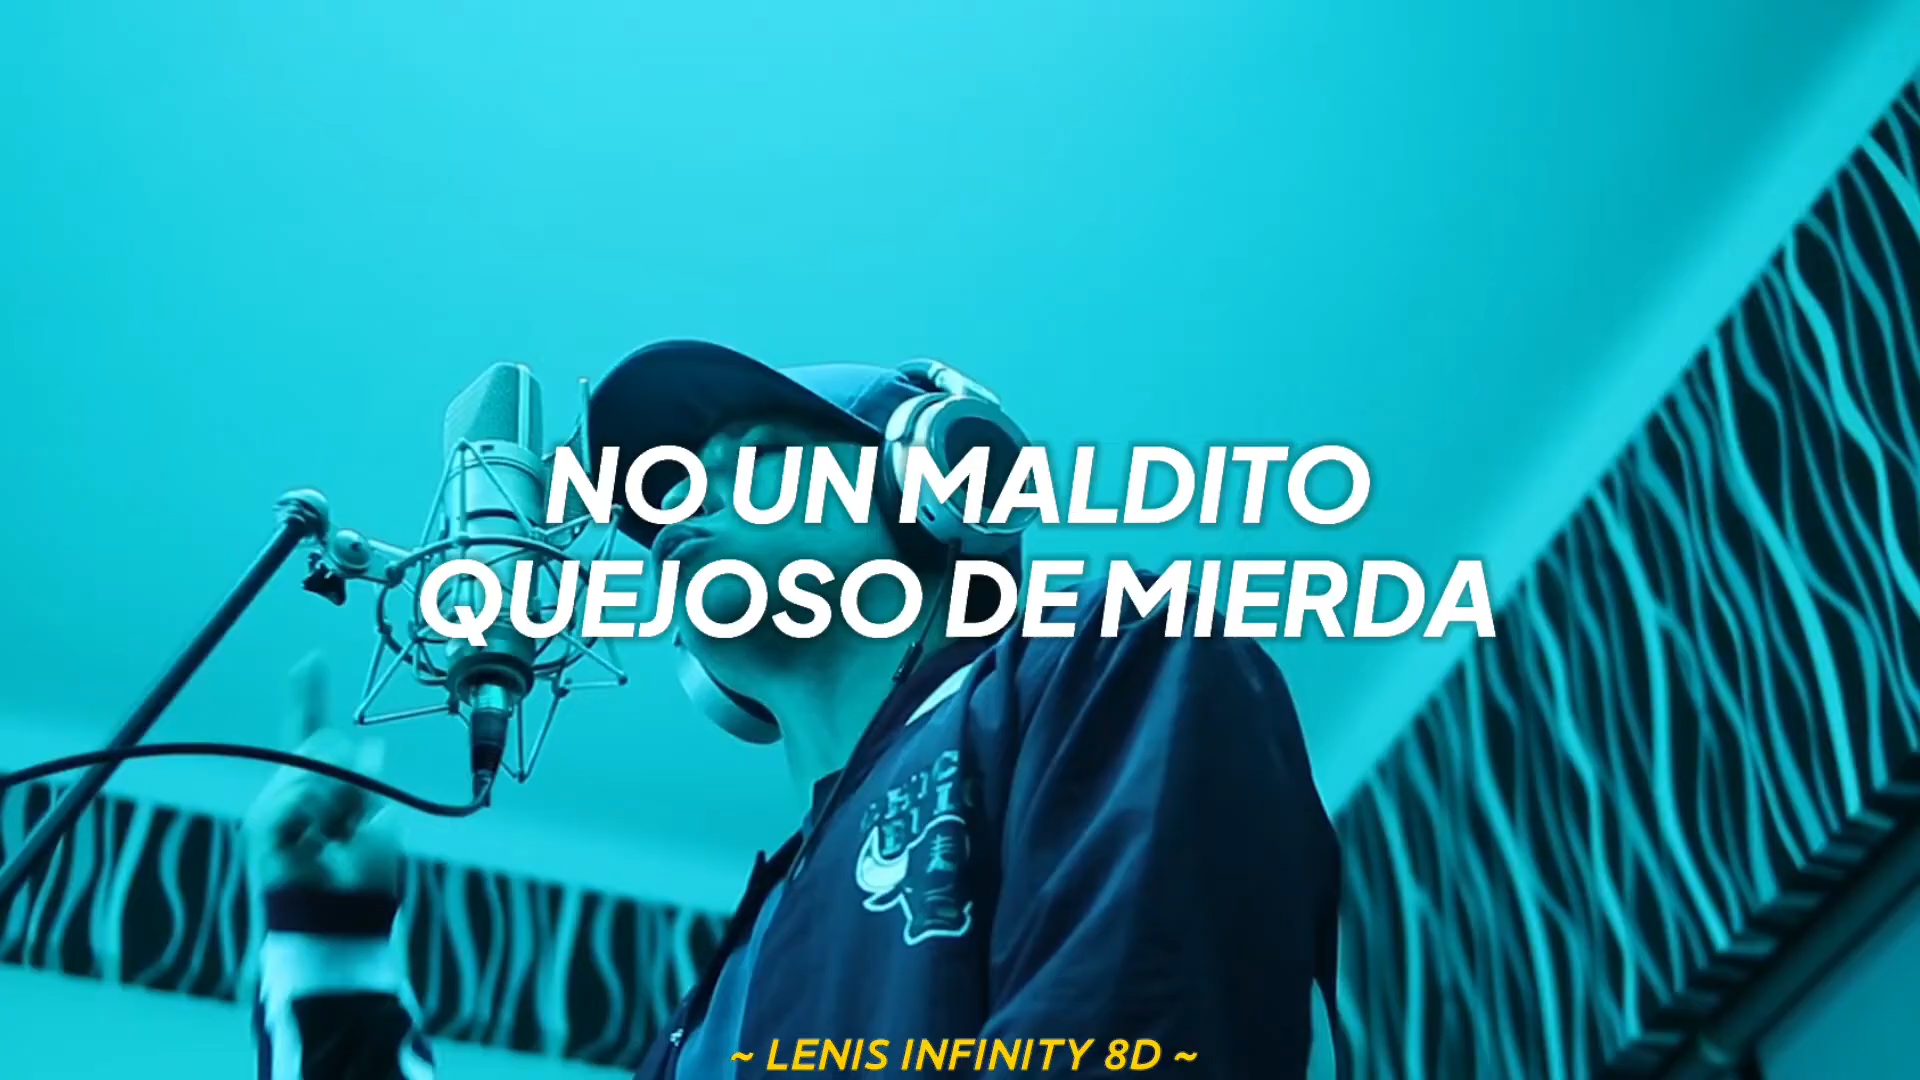 NO UN MALDITO
QUEJOSO DE MIERDA
~ LENIS INFINITY 8D ~